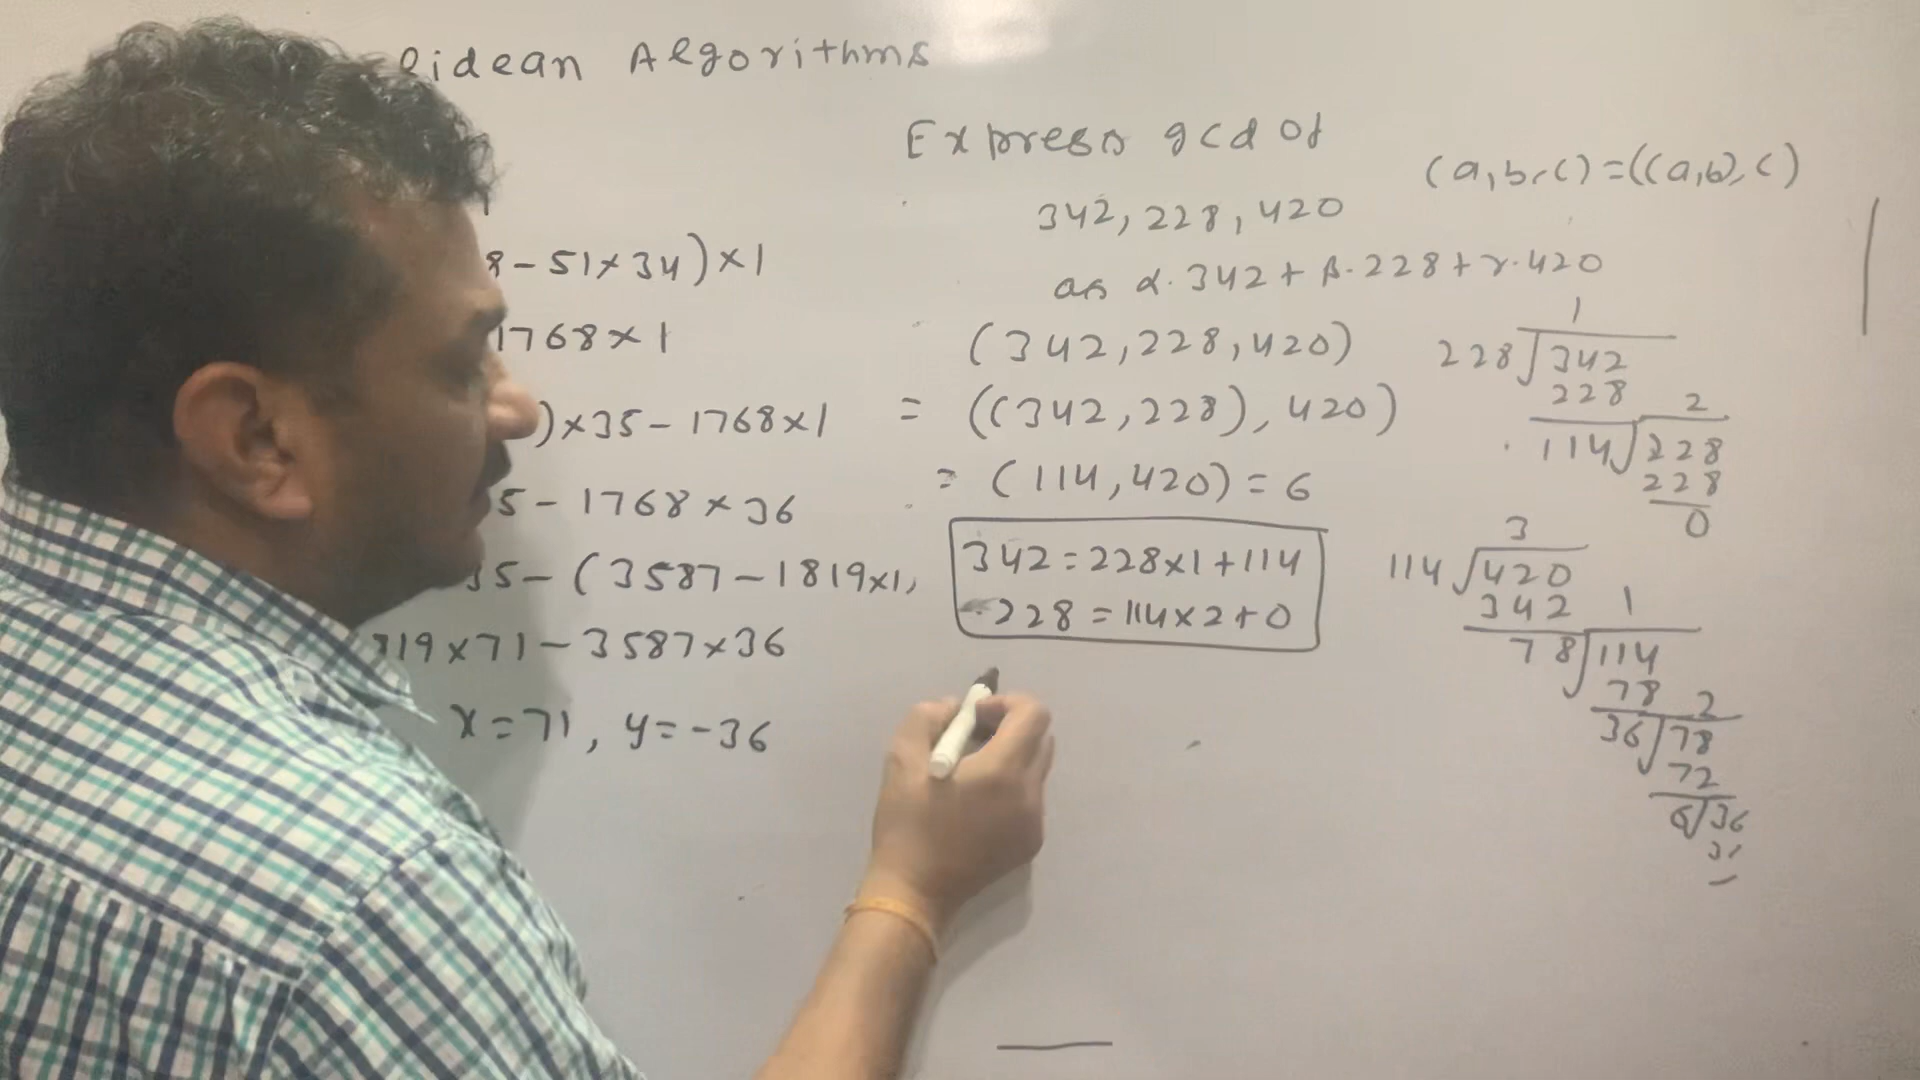 Algorithms
- 51 × 34) × 1
1768 × 1
) × 35 - 1768 × 1
5 - 1768 × 36
35 - (3587 - 1819 × 1,
819 × 71 - 3587 × 36
x = 71, y = -36
Express gcd of
342, 228, 420
as α.342 + β.228 + γ.420
(342, 228, 420)
= ((342, 228), 420)
= (114, 420) = 6
342 = 228×1 + 114
228 = 114×2 + 0
(a, b, c) = ((a, b), c)
1
228 342
228 2
114 228
228
0
3
114 420
342 1
78 114
78 2
36 78
72
6 36